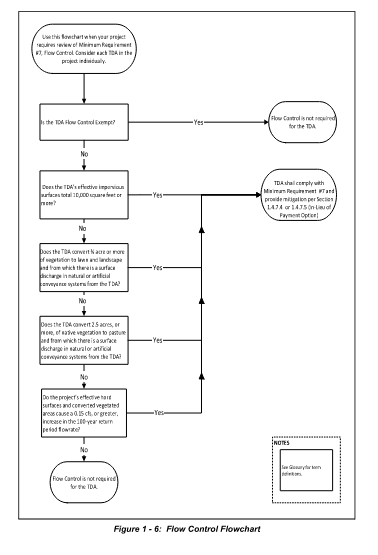 Use this flowchart when your project
requires review of Minimum Requirement
#7, Flow Control. Consider each TDA in
the project individually.
Is the TDA Flow Control Exempt?
Yes
Flow Control is not required
for the TDA.
No
Does the TDA's effective impervious
surfaces total 10,000 square feet or
more?
Yes
TDA shall comply with
Minimum Requirement #7 and
provide mitigation per Section
1.4.7.4 or 1.4.7.5 (In-Lieu of
Payment Option)
No
Does the TDA convert ¾ acre or more
of vegetation to lawn and landscape
and from which there is a surface
discharge in natural or artificial
conveyance systems from the TDA?
Yes
No
Does the TDA convert 2.5 acres, or
more, of native vegetation to pasture
and from which there is a surface
discharge in natural or artificial
conveyance systems from the TDA?
Yes
No
Do the project's effective hard
surfaces and converted vegetated
areas cause a 0.15 cfs, or greater,
increase in the 100-year return
period flowrate?
Yes
No
Flow Control is not required
for the TDA.
NOTES
See Glossary for term
definitions.
Figure 1 - 6: Flow Control Flowchart